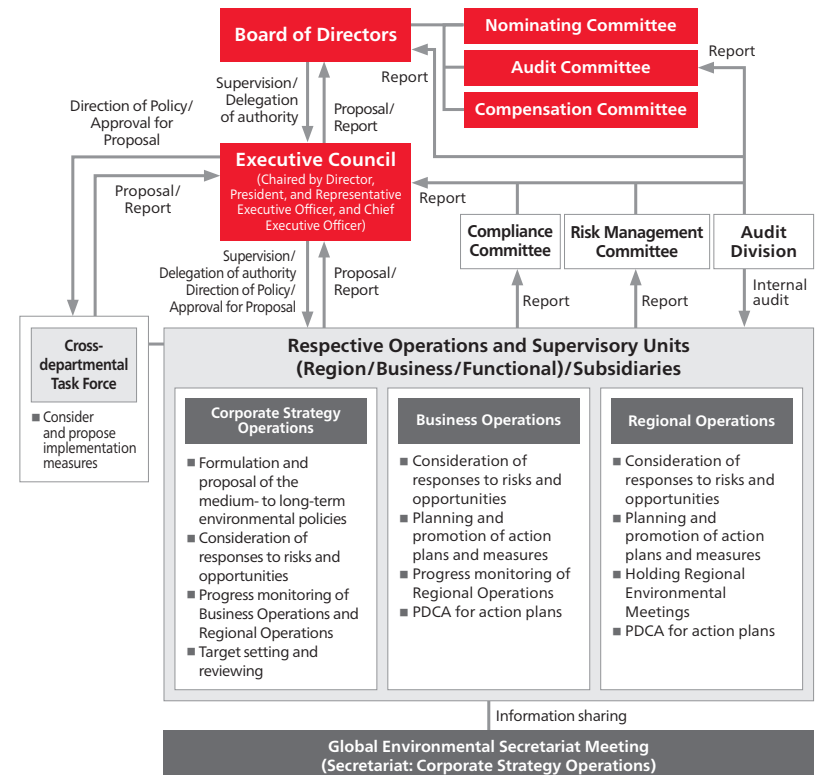 Board of Directors
Nominating Committee
Audit Committee
Compensation Committee
Report
Report
Supervision/
Delegation
of authority
Proposal/
Report
Direction of Policy/
Approval for
Proposal
Executive Council
(Chaired by Director,
President, and Representative
Executive Officer, and Chief
Executive Officer)
Proposal/
Report
Report
Compliance
Committee
Risk Management
Committee
Audit
Division
Supervision/
Delegation of authority
Direction of Policy/
Approval for Proposal
Proposal/
Report
Report
Report
Internal
audit
Cross-
departmental
Task Force
■ Consider
and propose
implementation
measures
Respective Operations and Supervisory Units
(Region/Business/Functional)/Subsidiaries
Corporate Strategy
Operations
■ Formulation and
proposal of the
medium- to long-term
environmental policies
■ Consideration of
responses to risks and
opportunities
■ Progress monitoring of
Business Operations and
Regional Operations
■ Target setting and
reviewing
Business Operations
■ Consideration of
responses to risks and
opportunities
■ Planning and
promotion of action
plans and measures
■ Progress monitoring of
Regional Operations
■ PDCA for action plans
Regional Operations
■ Consideration of
responses to risks and
opportunities
■ Planning and
promotion of action
plans and measures
■ Holding Regional
Environmental
Meetings
■ PDCA for action plans
Information sharing
Global Environmental Secretariat Meeting
(Secretariat: Corporate Strategy Operations)